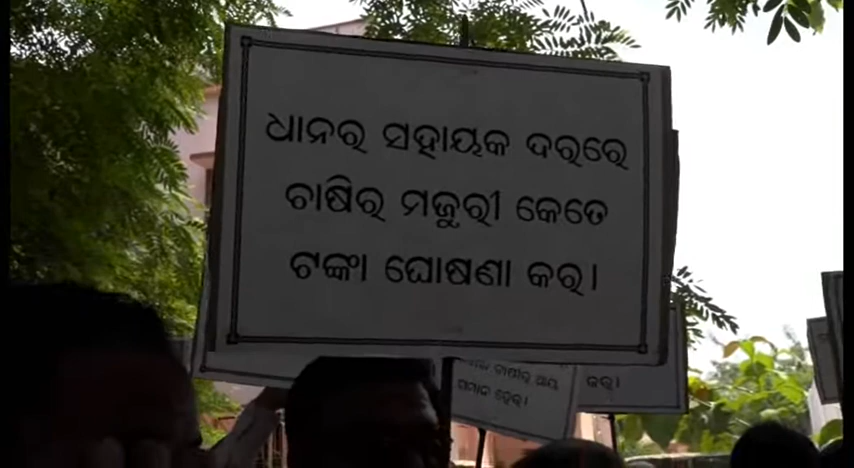 ଧାନର ସହାୟକ ଦରରେ
ଚାଷିର ମଜୁରୀ କେତେ
ଟଙ୍କା ଘୋଷଣା କର।